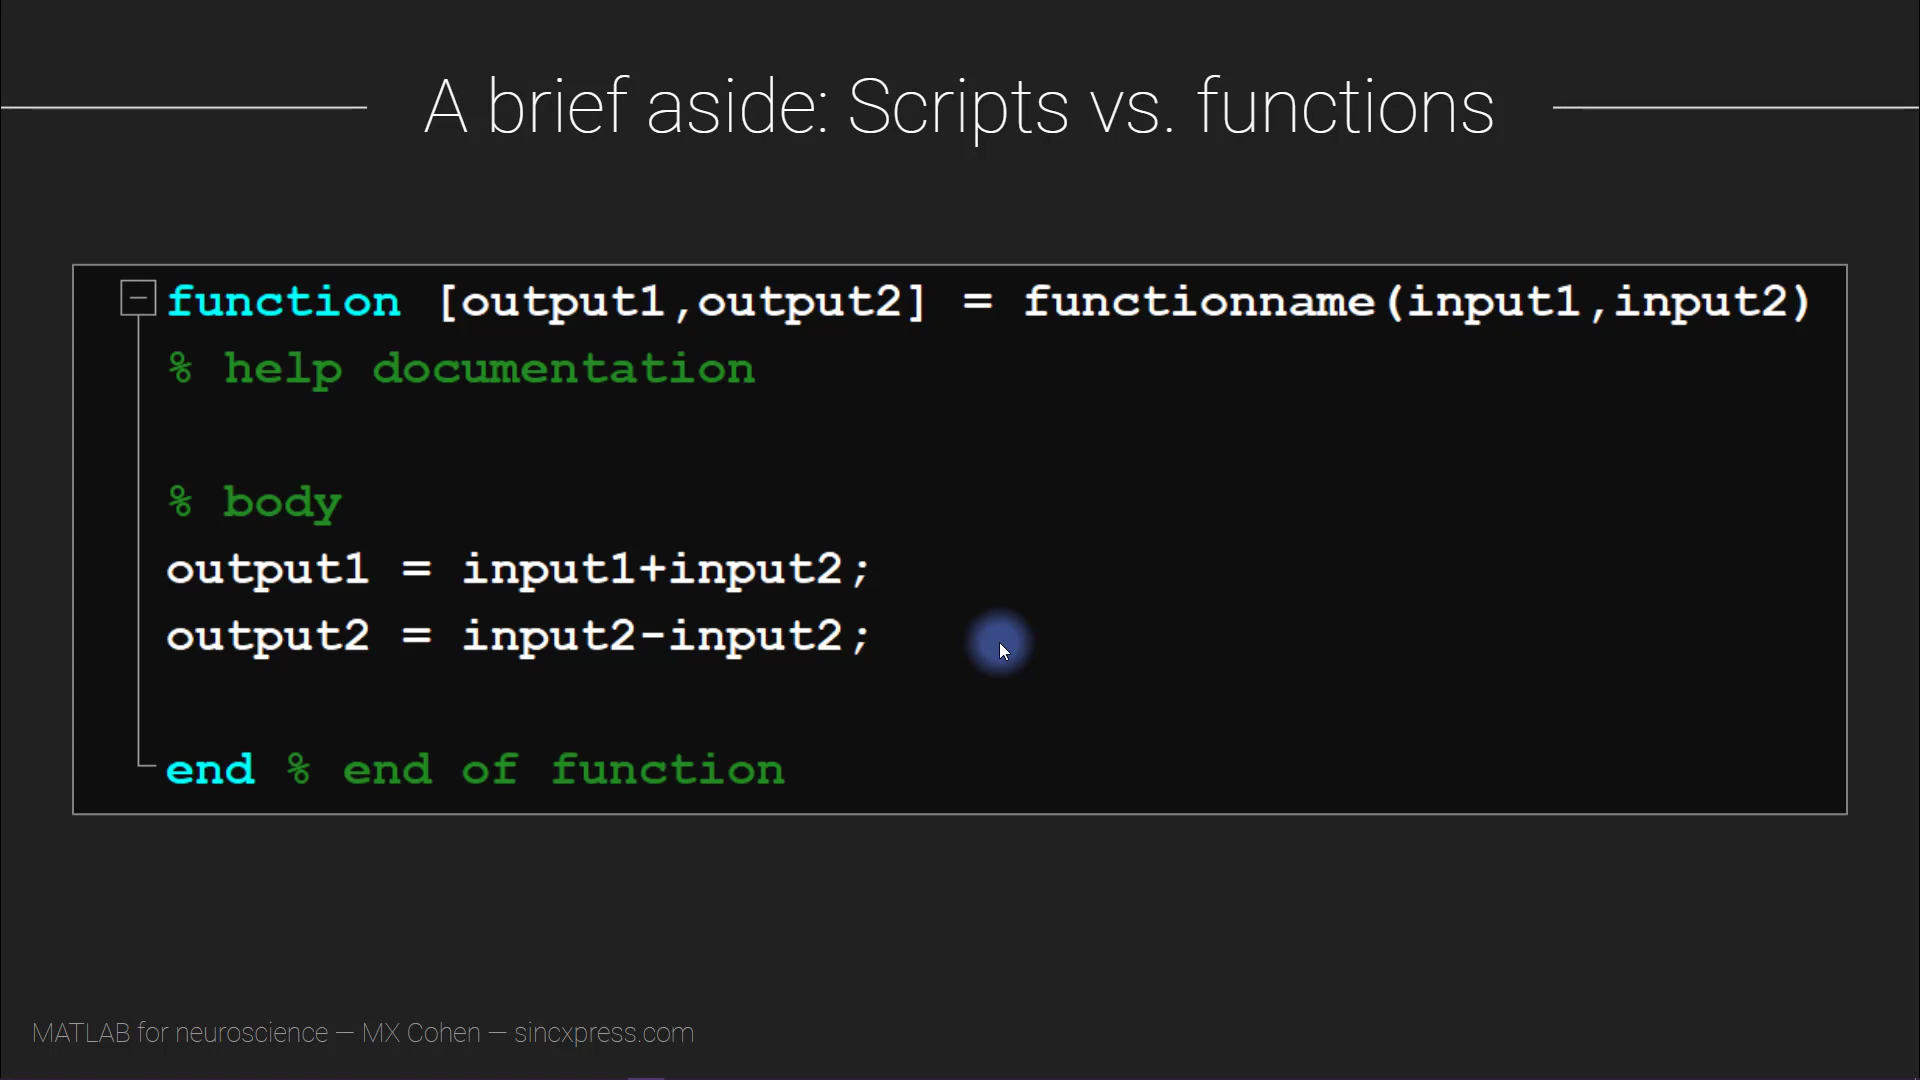 A brief aside: Scripts vs. functions
function [output1,output2] = functionname(input1,input2)
% help documentation
% body
output1 = input1+input2;
output2 = input2-input2;
end % end of function
MATLAB for neuroscience — MX Cohen — sincxpress.com